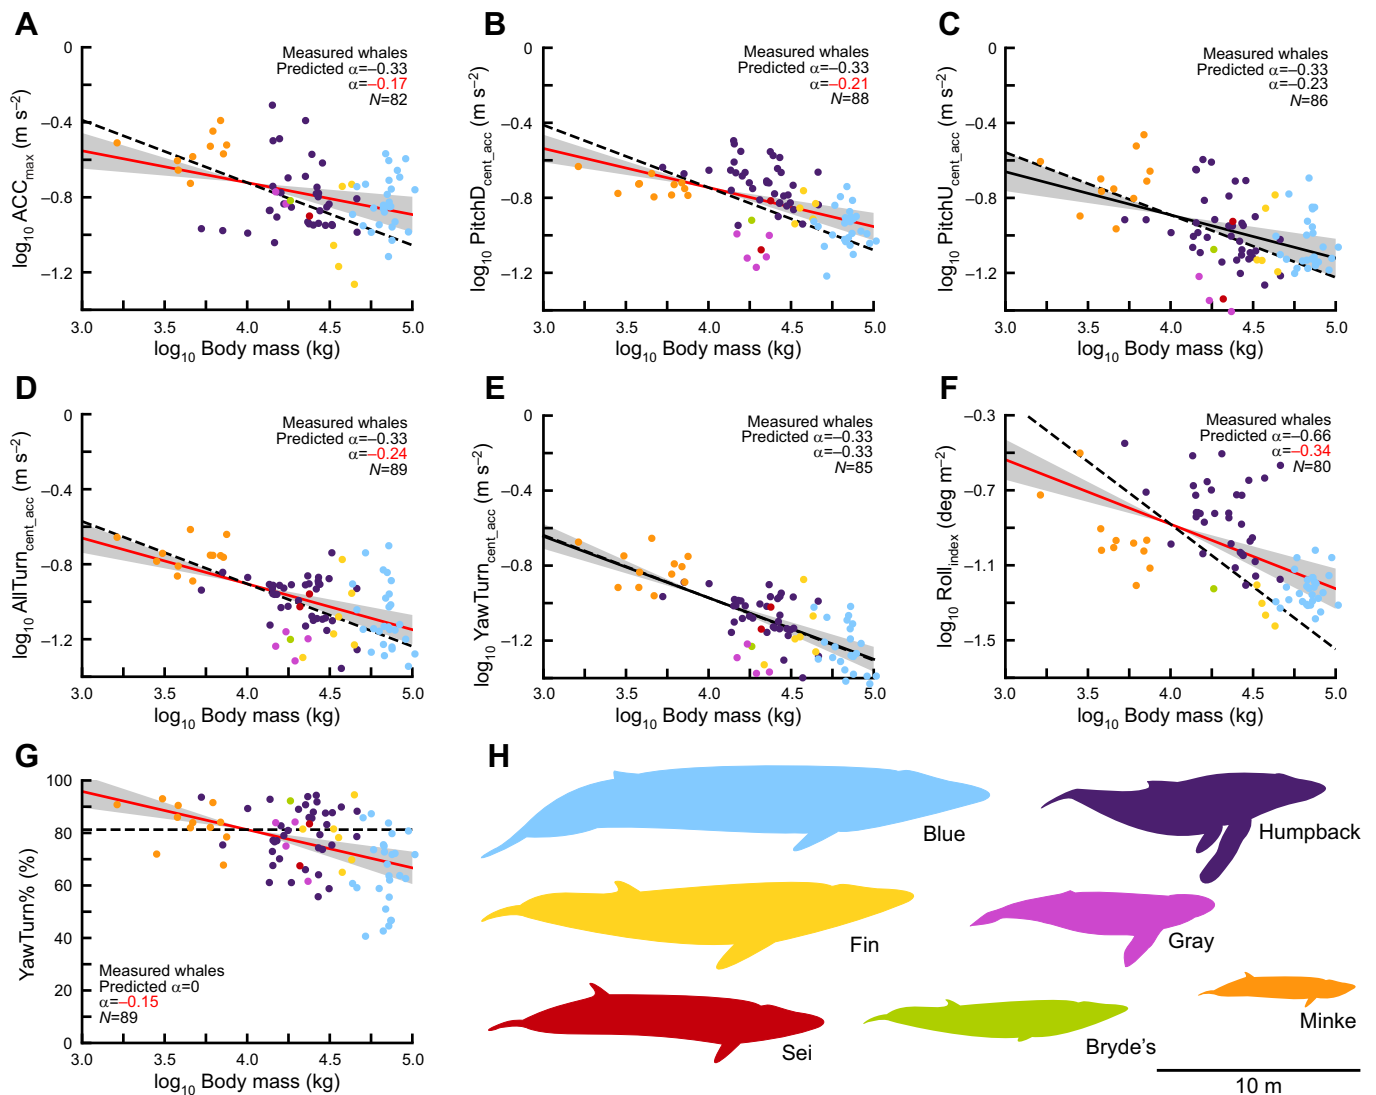 A
log10 ACCmax (m s–2)
0
–0.4
–0.8
–1.2
Measured whales
Predicted α=–0.33
α=–0.17
N=82
3.0 3.5 4.0 4.5 5.0
log10 Body mass (kg)
B
log10 PitchDcent_acc (m s–2)
0
–0.4
–0.8
–1.2
Measured whales
Predicted α=–0.33
α=–0.21
N=88
3.0 3.5 4.0 4.5 5.0
log10 Body mass (kg)
C
log10 PitchUcent_acc (m s–2)
0
–0.4
–0.8
–1.2
Measured whales
Predicted α=–0.33
α=–0.23
N=86
3.0 3.5 4.0 4.5 5.0
log10 Body mass (kg)
D
log10 AllTurncent_acc (m s–2)
0
–0.4
–0.8
–1.2
Measured whales
Predicted α=–0.33
α=–0.24
N=89
3.0 3.5 4.0 4.5 5.0
log10 Body mass (kg)
E
log10 YawTurncent_acc (m s–2)
0
–0.4
–0.8
–1.2
Measured whales
Predicted α=–0.33
α=–0.33
N=85
3.0 3.5 4.0 4.5 5.0
log10 Body mass (kg)
F
log10 Rollindex (deg m–2)
–0.3
–0.7
–1.1
–1.5
Measured whales
Predicted α=–0.66
α=–0.34
N=80
3.0 3.5 4.0 4.5 5.0
log10 Body mass (kg)
G
YawTurn% (%)
100
80
60
40
20
0
Measured whales
Predicted α=0
α=–0.15
N=89
3.0 3.5 4.0 4.5 5.0
log10 Body mass (kg)
H
Blue
Humpback
Fin
Gray
Sei
Bryde's
Minke
10 m